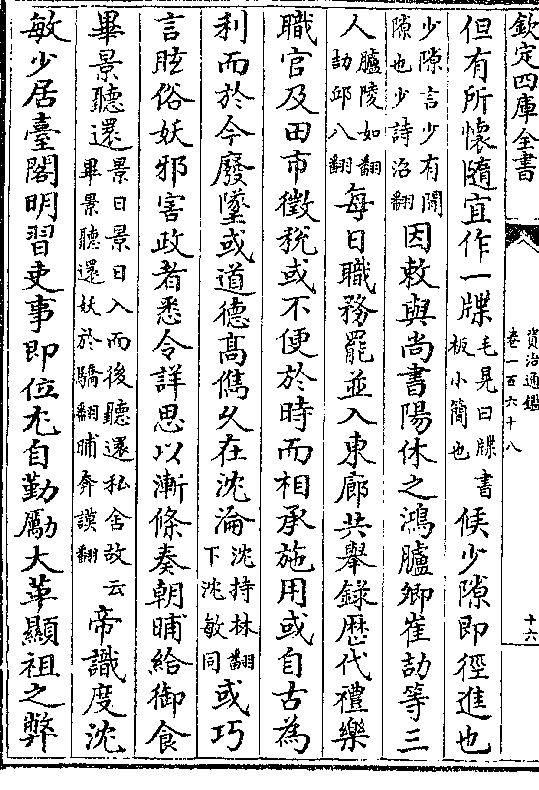 欽定四庫全書
資治通鑑
卷一百六十八
十六
但有所懷隨宜作一牒
毛晃曰牒書
板小簡也
候少隙即徑進也
少隙言少有閒
隙也少詩沼翻
因敕與尚書陽休之鴻臚卿崔劼等三
人
臚陵如翻
劼邱八翻
每日職務罷並入東廊共舉錄歴代禮樂
職官及田市徵稅或不便於時而相承施用或自古為
利而於今廢墜或道德髙儁久在沈淪
沈持林翻
下沈敏同
或巧
言眩俗妖邪害政者悉令詳思以漸條奏朝晡給御食
畢景聽還
景日景日入而後聽還私舍故云
畢景聽還妖於驕翻晡奔謨翻
帝識度沈
敏少居臺閣明習吏事即位尤自勤勵大革顯祖之弊